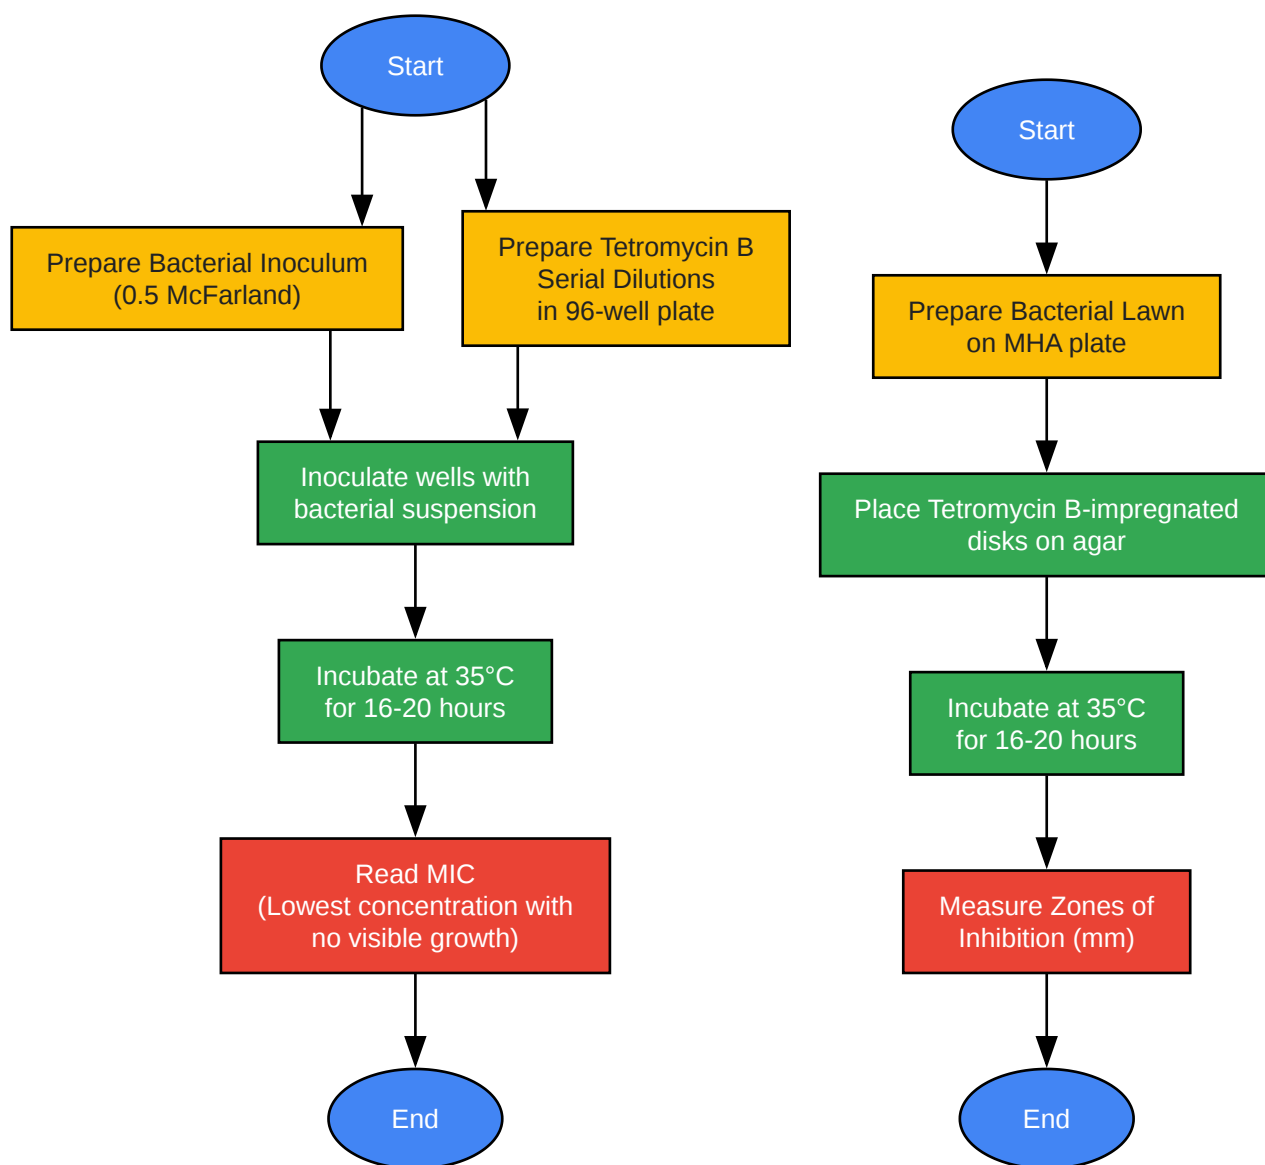 Start
Prepare Bacterial Inoculum
(0.5 McFarland)
Prepare Tetromycin B
Serial Dilutions
in 96-well plate
Inoculate wells with
bacterial suspension
Incubate at 35°C
for 16-20 hours
Read MIC
(Lowest concentration with
no visible growth)
End
Start
Prepare Bacterial Lawn
on MHA plate
Place Tetromycin B-impregnated
disks on agar
Incubate at 35°C
for 16-20 hours
Measure Zones of
Inhibition (mm)
End